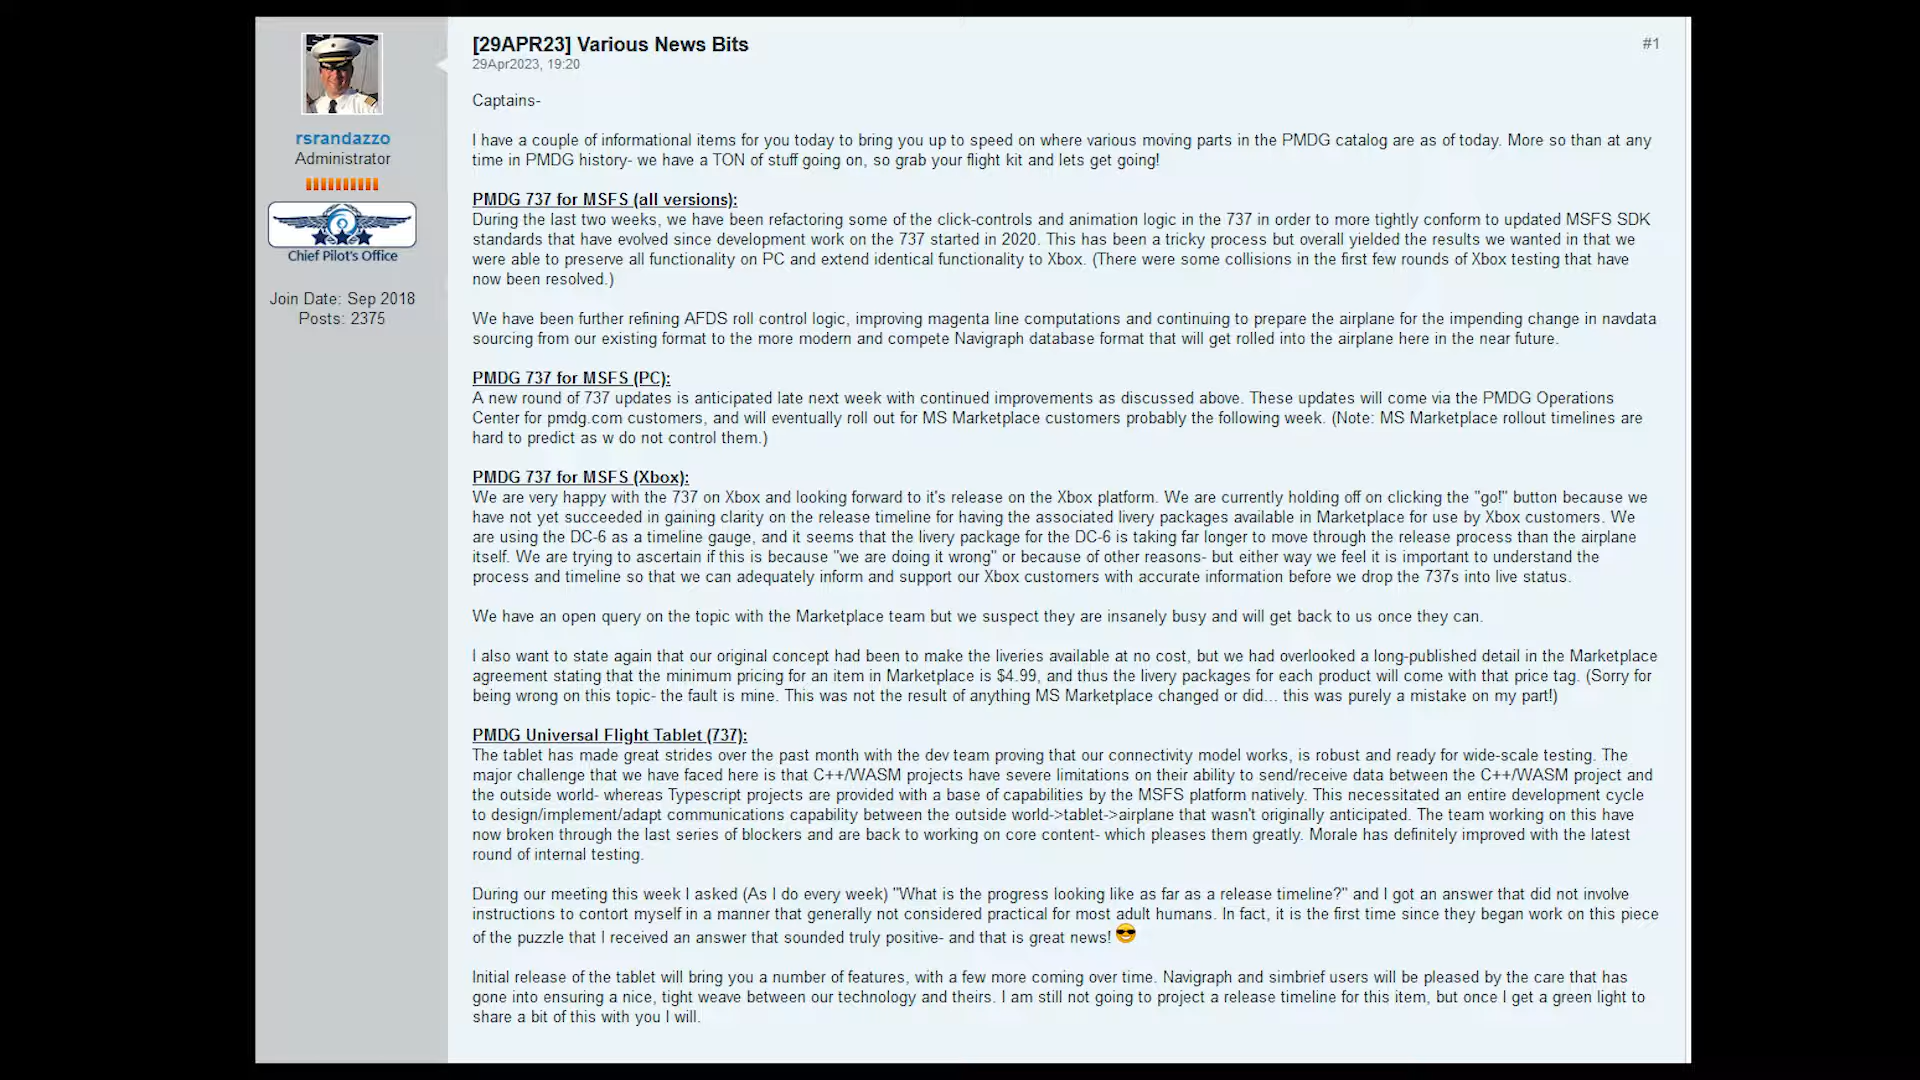 [29APR23] Various News Bits
#1
29Apr2023, 19:20
rsrandazzo
Administrator
Chief Pilot's Office
Join Date: Sep 2018
Posts: 2375
Captains-
I have a couple of informational items for you today to bring you up to speed on where various moving parts in the PMDG catalog are as of today. More so than at any
time in PMDG history- we have a TON of stuff going on, so grab your flight kit and lets get going!
PMDG 737 for MSFS (all versions):
During the last two weeks, we have been refactoring some of the click-controls and animation logic in the 737 in order to more tightly conform to updated MSFS SDK
standards that have evolved since development work on the 737 started in 2020. This has been a tricky process but overall yielded the results we wanted in that we
were able to preserve all functionality on PC and extend identical functionality to Xbox. (There were some collisions in the first few rounds of Xbox testing that have
now been resolved.)
We have been further refining AFDS roll control logic, improving magenta line computations and continuing to prepare the airplane for the impending change in navdata
sourcing from our existing format to the more modern and compete Navigraph database format that will get rolled into the airplane here in the near future.
PMDG 737 for MSFS (PC):
A new round of 737 updates is anticipated late next week with continued improvements as discussed above. These updates will come via the PMDG Operations
Center for pmdg.com customers, and will eventually roll out for MS Marketplace customers probably the following week. (Note: MS Marketplace rollout timelines are
hard to predict as w do not control them.)
PMDG 737 for MSFS (Xbox):
We are very happy with the 737 on Xbox and looking forward to it's release on the Xbox platform. We are currently holding off on clicking the "go!" button because we
have not yet succeeded in gaining clarity on the release timeline for having the associated livery packages available in Marketplace for use by Xbox customers. We
are using the DC-6 as a timeline gauge, and it seems that the livery package for the DC-6 is taking far longer to move through the release process than the airplane
itself. We are trying to ascertain if this is because "we are doing it wrong" or because of other reasons- but either way we feel it is important to understand the
process and timeline so that we can adequately inform and support our Xbox customers with accurate information before we drop the 737s into live status.
We have an open query on the topic with the Marketplace team but we suspect they are insanely busy and will get back to us once they can.
I also want to state again that our original concept had been to make the liveries available at no cost, but we had overlooked a long-published detail in the Marketplace
agreement stating that the minimum pricing for an item in Marketplace is $4.99, and thus the livery packages for each product will come with that price tag. (Sorry for
being wrong on this topic- the fault is mine. This was not the result of anything MS Marketplace changed or did... this was purely a mistake on my part!)
PMDG Universal Flight Tablet (737):
The tablet has made great strides over the past month with the dev team proving that our connectivity model works, is robust and ready for wide-scale testing. The
major challenge that we have faced here is that C++/WASM projects have severe limitations on their ability to send/receive data between the C++/WASM project and
the outside world- whereas Typescript projects are provided with a base of capabilities by the MSFS platform natively. This necessitated an entire development cycle
to design/implement/adapt communications capability between the outside world->tablet->airplane that wasn't originally anticipated. The team working on this have
now broken through the last series of blockers and are back to working on core content- which pleases them greatly. Morale has definitely improved with the latest
round of internal testing.
During our meeting this week I asked (As I do every week) "What is the progress looking like as far as a release timeline?" and I got an answer that did not involve
instructions to contort myself in a manner that generally not considered practical for most adult humans. In fact, it is the first time since they began work on this piece
of the puzzle that I received an answer that sounded truly positive- and that is great news! 😎
Initial release of the tablet will bring you a number of features, with a few more coming over time. Navigraph and simbrief users will be pleased by the care that has
gone into ensuring a nice, tight weave between our technology and theirs. I am still not going to project a release timeline for this item, but once I get a green light to
share a bit of this with you I will.